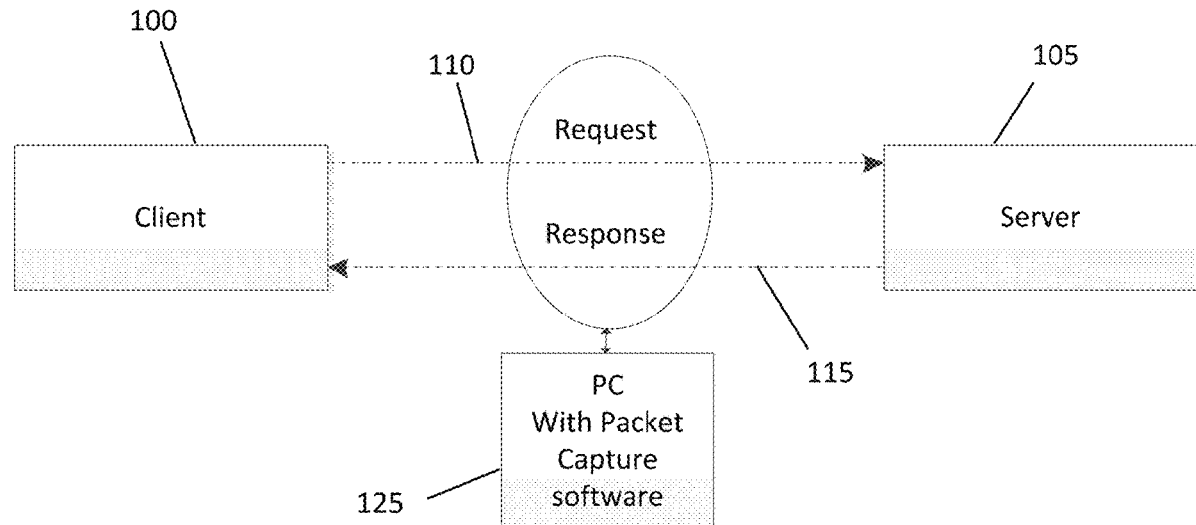 100
105
110
Request
Client
Server
Response
115
PC
With Packet
Capture
software
125